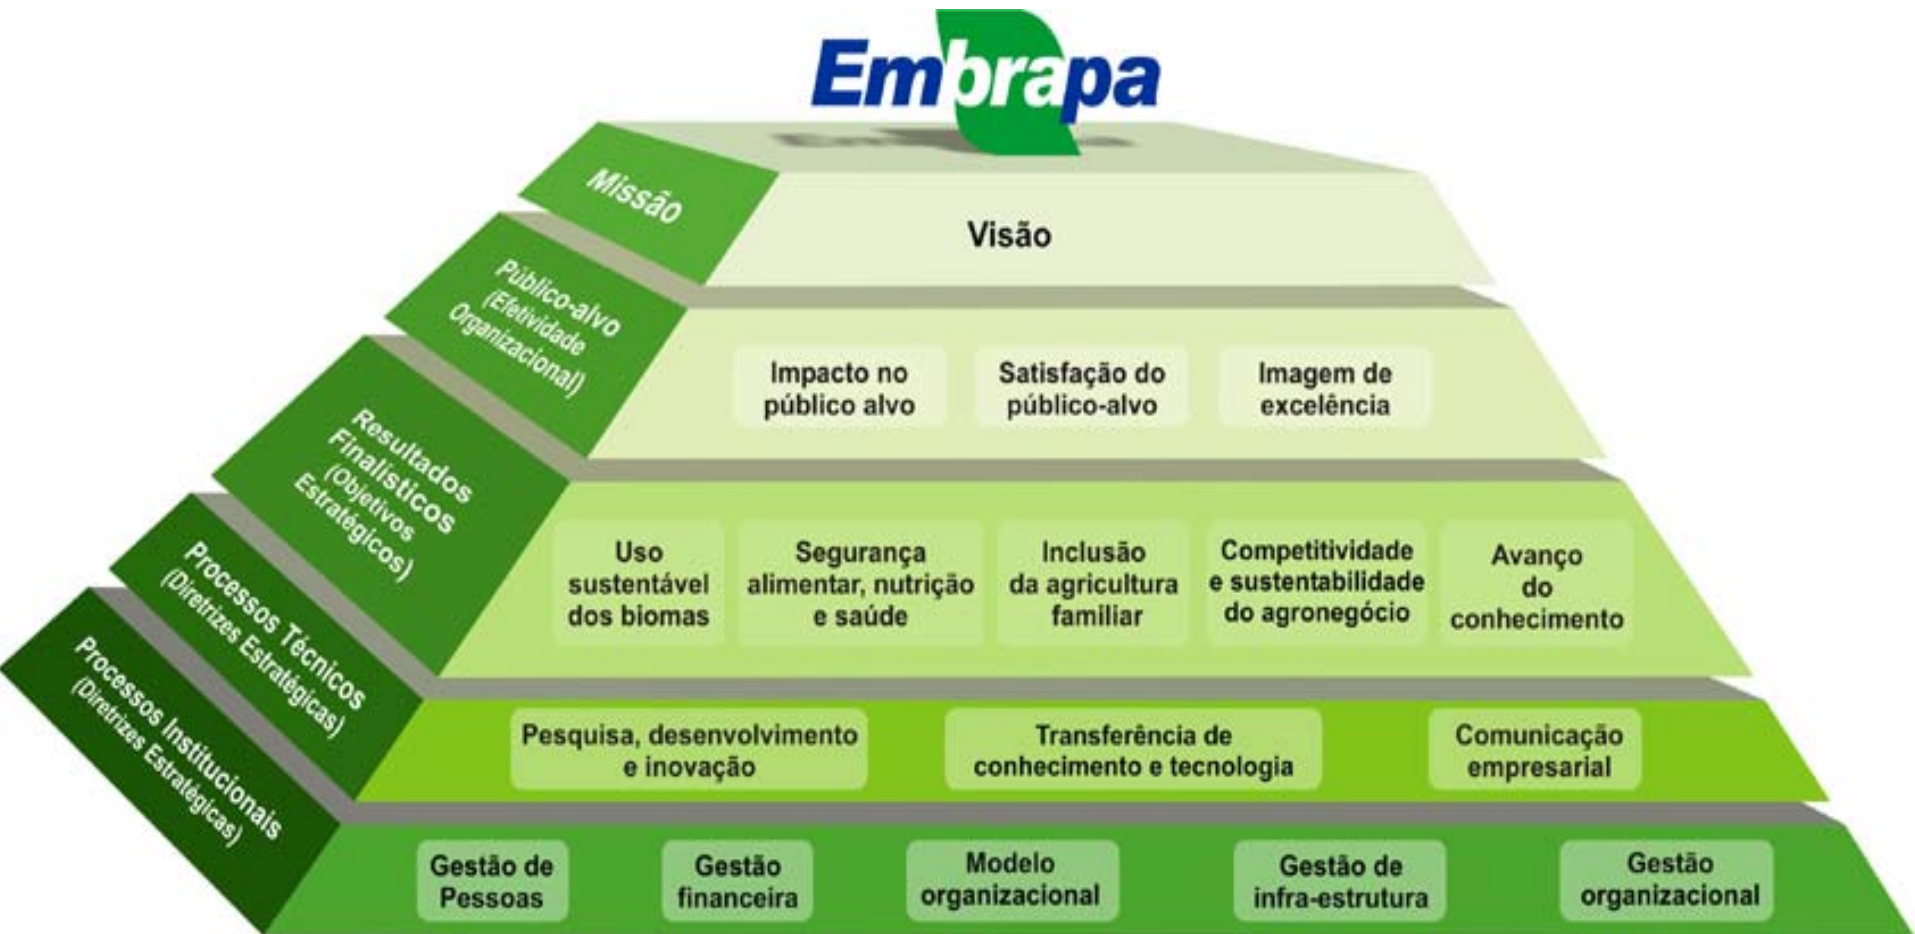 Embrapa
Missão
Visão
Público-alvo
(Efetividade
Organizacional)
Impacto no
público alvo
Satisfação do
público-alvo
Imagem de
excelência
Resultados
Finalísticos
(Objetivos
Estratégicos)
Uso
sustentável
dos biomas
Segurança
alimentar, nutrição
e saúde
Inclusão
da agricultura
familiar
Competitividade
e sustentabilidade
do agronegócio
Avanço
do
conhecimento
Processos Técnicos
(Diretrizes Estratégicas)
Pesquisa, desenvolvimento
e inovação
Transferência de
conhecimento e tecnologia
Comunicação
empresarial
Processos Institucionais
(Diretrizes Estratégicas)
Gestão de
Pessoas
Gestão
financeira
Modelo
organizacional
Gestão de
infra-estrutura
Gestão
organizacional